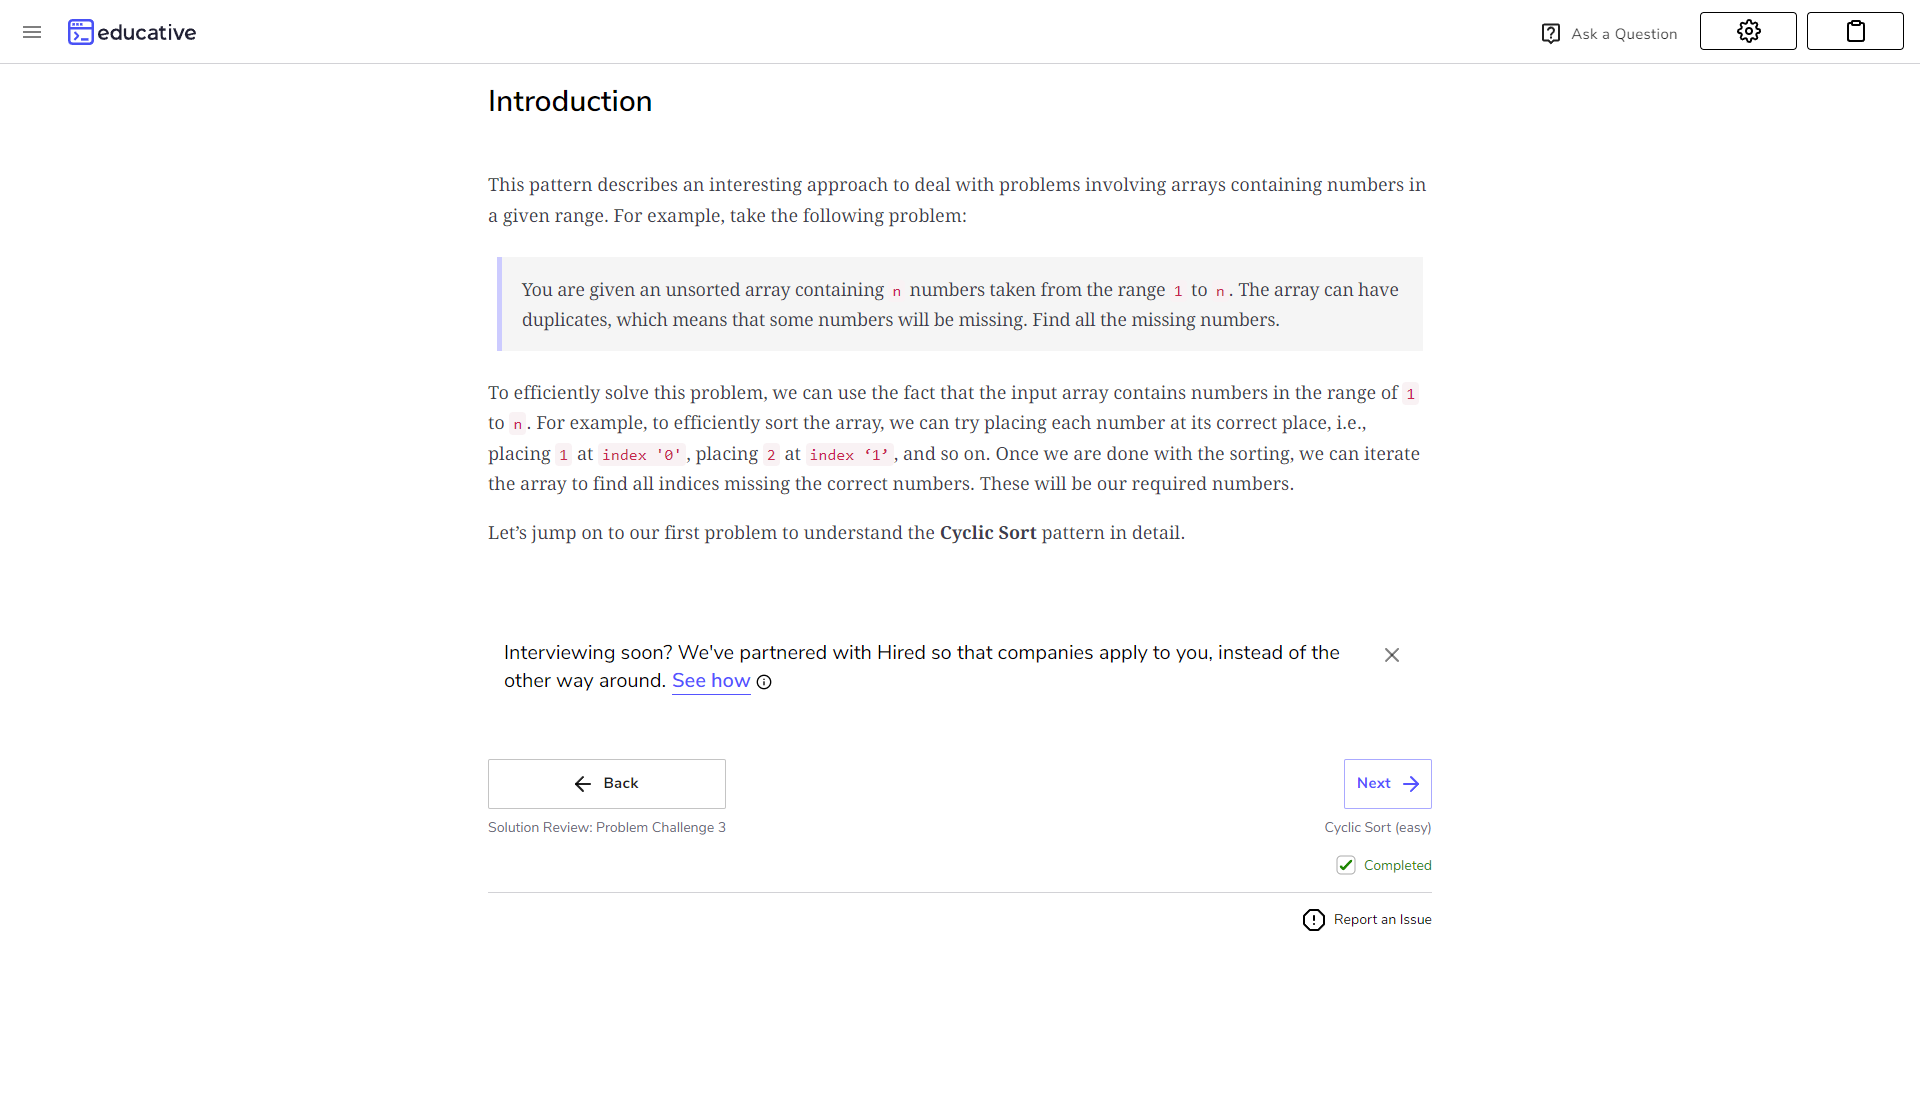 educative
Ask a Question
Introduction
This pattern describes an interesting approach to deal with problems involving arrays containing numbers in
a given range. For example, take the following problem:
You are given an unsorted array containing n numbers taken from the range 1 to n. The array can have
duplicates, which means that some numbers will be missing. Find all the missing numbers.
To efficiently solve this problem, we can use the fact that the input array contains numbers in the range of 1
to n. For example, to efficiently sort the array, we can try placing each number at its correct place, i.e.,
placing 1 at index '0', placing 2 at index ‘1’, and so on. Once we are done with the sorting, we can iterate
the array to find all indices missing the correct numbers. These will be our required numbers.
Let’s jump on to our first problem to understand the Cyclic Sort pattern in detail.
Interviewing soon? We've partnered with Hired so that companies apply to you, instead of the
other way around. See how
Back
Next
Solution Review: Problem Challenge 3
Cyclic Sort (easy)
Completed
Report an Issue